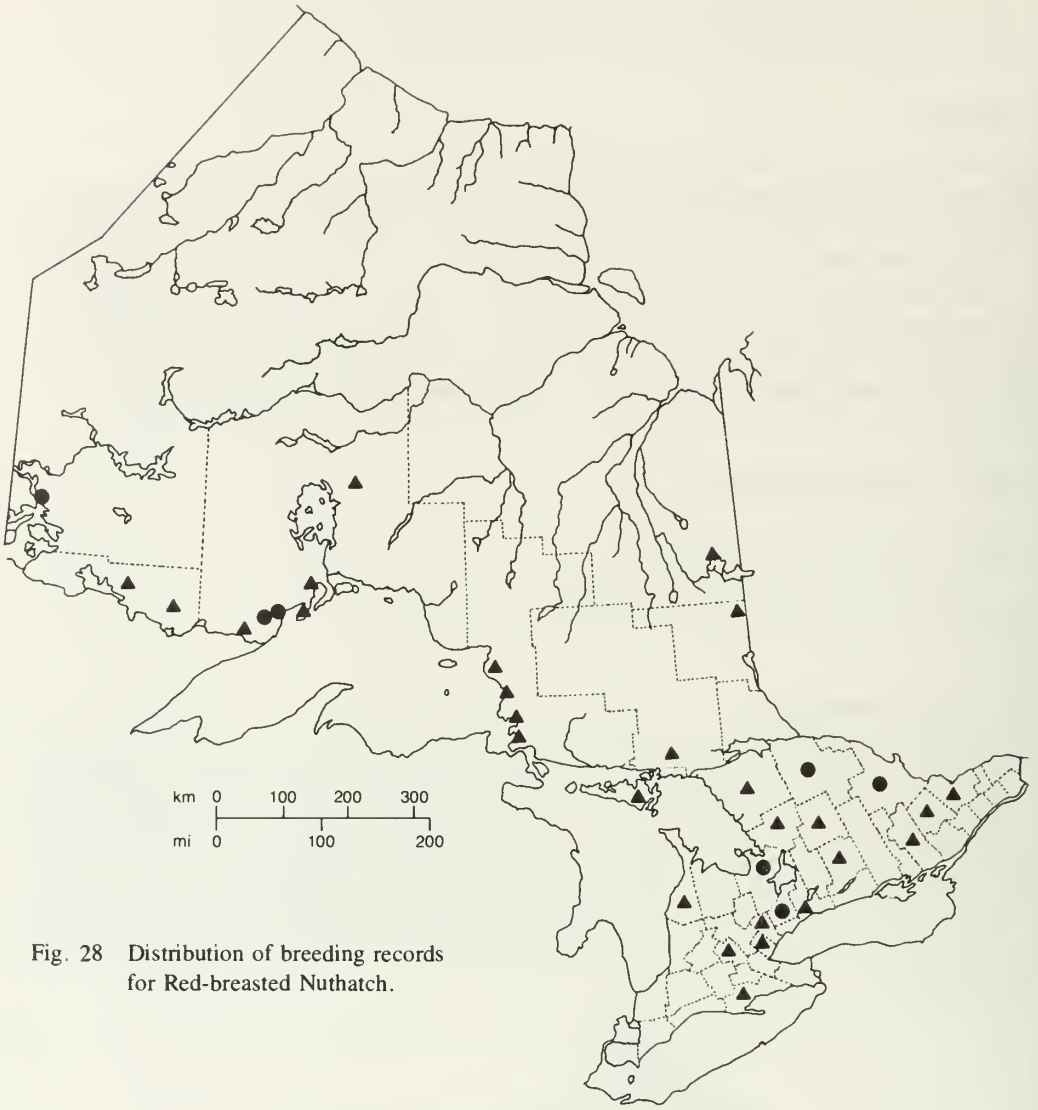 km 0 100 200 300
mi 0 100 200
Fig. 28 Distribution of breeding records
for Red-breasted Nuthatch.